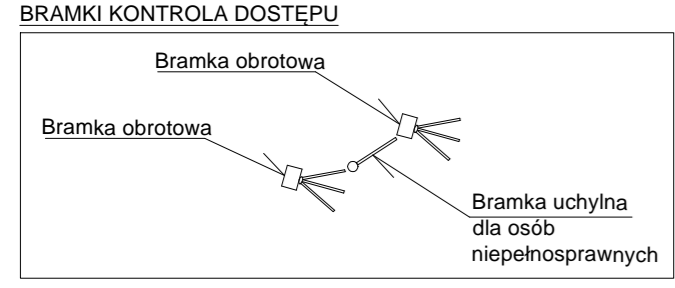 BRAMKI KONTROLA DOSTĘPU
Bramka obrotowa
Bramka obrotowa
Bramka uchylna
dla osób
niepełnosprawnych